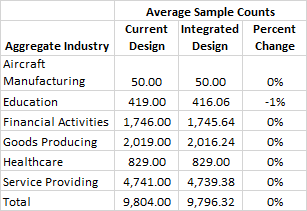 Average Sample Counts
Aggregate Industry Current Design Integrated Design Percent Change
Aircraft Manufacturing 50.00 50.00 0%
Education 419.00 416.06 -1%
Financial Activities 1,746.00 1,745.64 0%
Goods Producing 2,019.00 2,016.24 0%
Healthcare 829.00 829.00 0%
Service Providing 4,741.00 4,739.38 0%
Total 9,804.00 9,796.32 0%